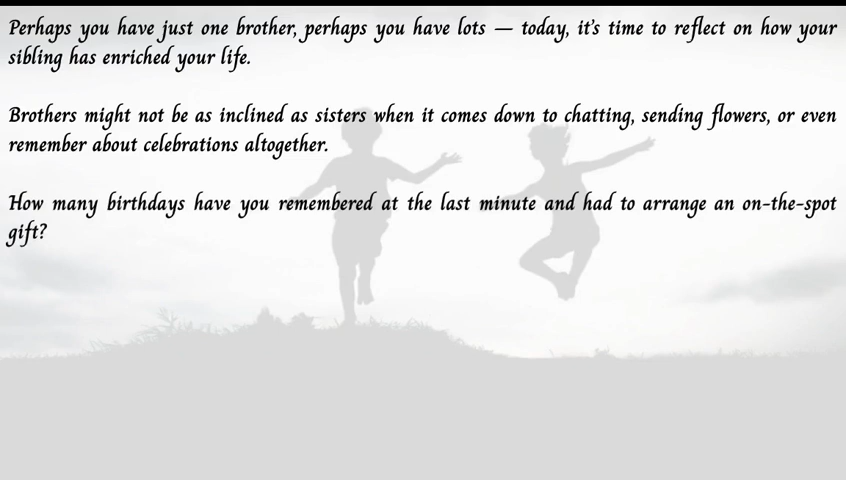 Perhaps you have just one brother, perhaps you have lots — today, it's time to reflect on how your
sibling has enriched your life.
Brothers might not be as inclined as sisters when it comes down to chatting, sending flowers, or even
remember about celebrations altogether.
How many birthdays have you remembered at the last minute and had to arrange an on-the-spot
gift?